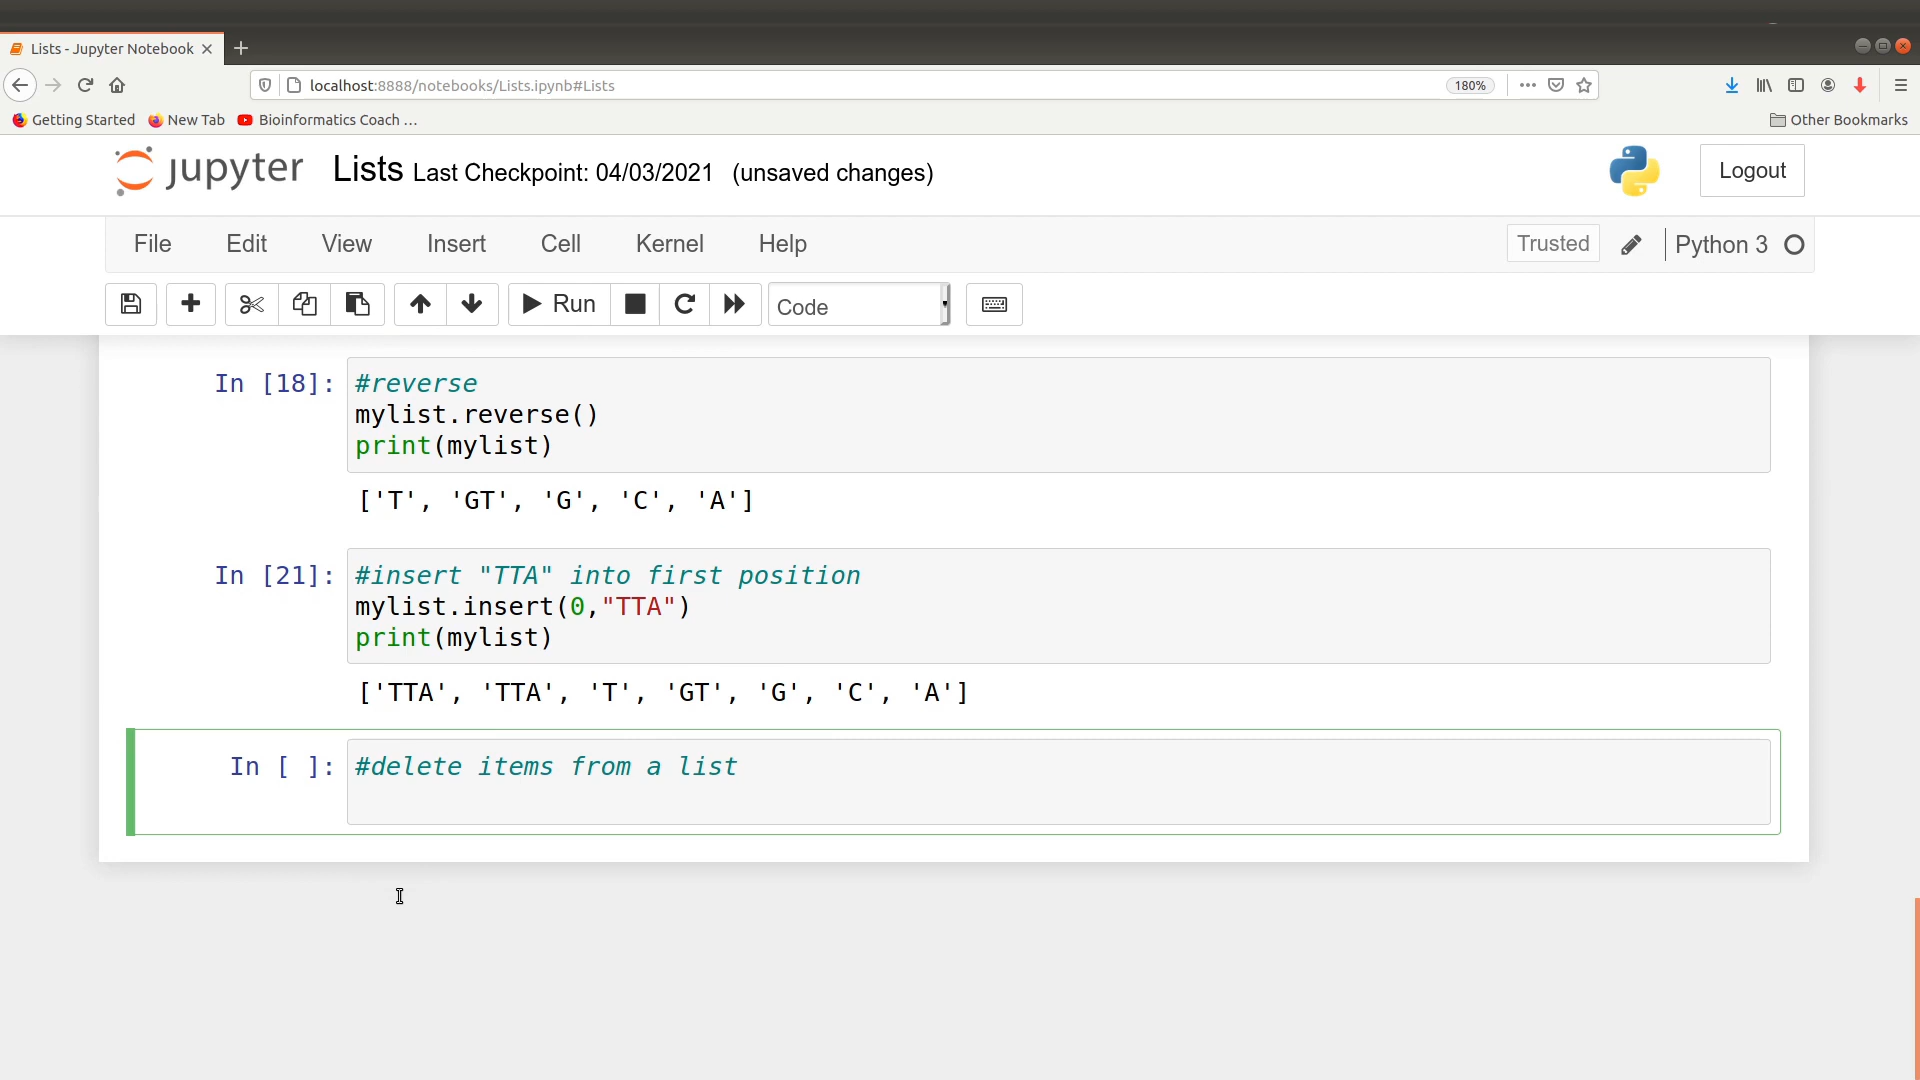 Lists - Jupyter Notebook
localhost:8888/notebooks/Lists.ipynb#Lists
180%
Getting Started
New Tab
Bioinformatics Coach ...
Other Bookmarks
jupyter
Lists Last Checkpoint: 04/03/2021 (unsaved changes)
Logout
File Edit View Insert Cell Kernel Help
Trusted
Python 3
Run
Code
In [18]:
#reverse
mylist.reverse()
print(mylist)
['T', 'GT', 'G', 'C', 'A']
In [21]:
#insert "TTA" into first position
mylist.insert(0,"TTA")
print(mylist)
['TTA', 'TTA', 'T', 'GT', 'G', 'C', 'A']
In [ ]:
#delete items from a list